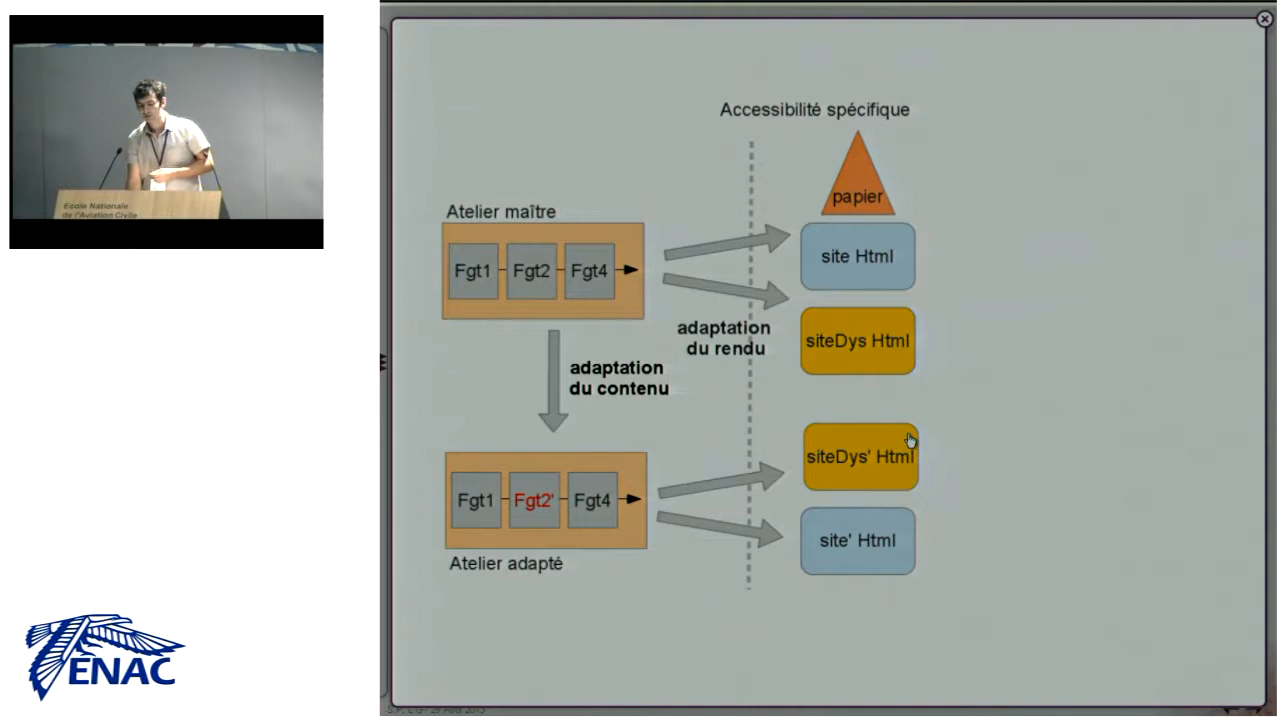 Ecole Nationale
de l'Aviation Civile
ENAC
Accessibilité spécifique
papier
Atelier maître
Fgt1
Fgt2
Fgt4
site Html
adaptation
du rendu
siteDys Html
adaptation
du contenu
siteDys' Html
Fgt1
Fgt2'
Fgt4
site' Html
Atelier adapté